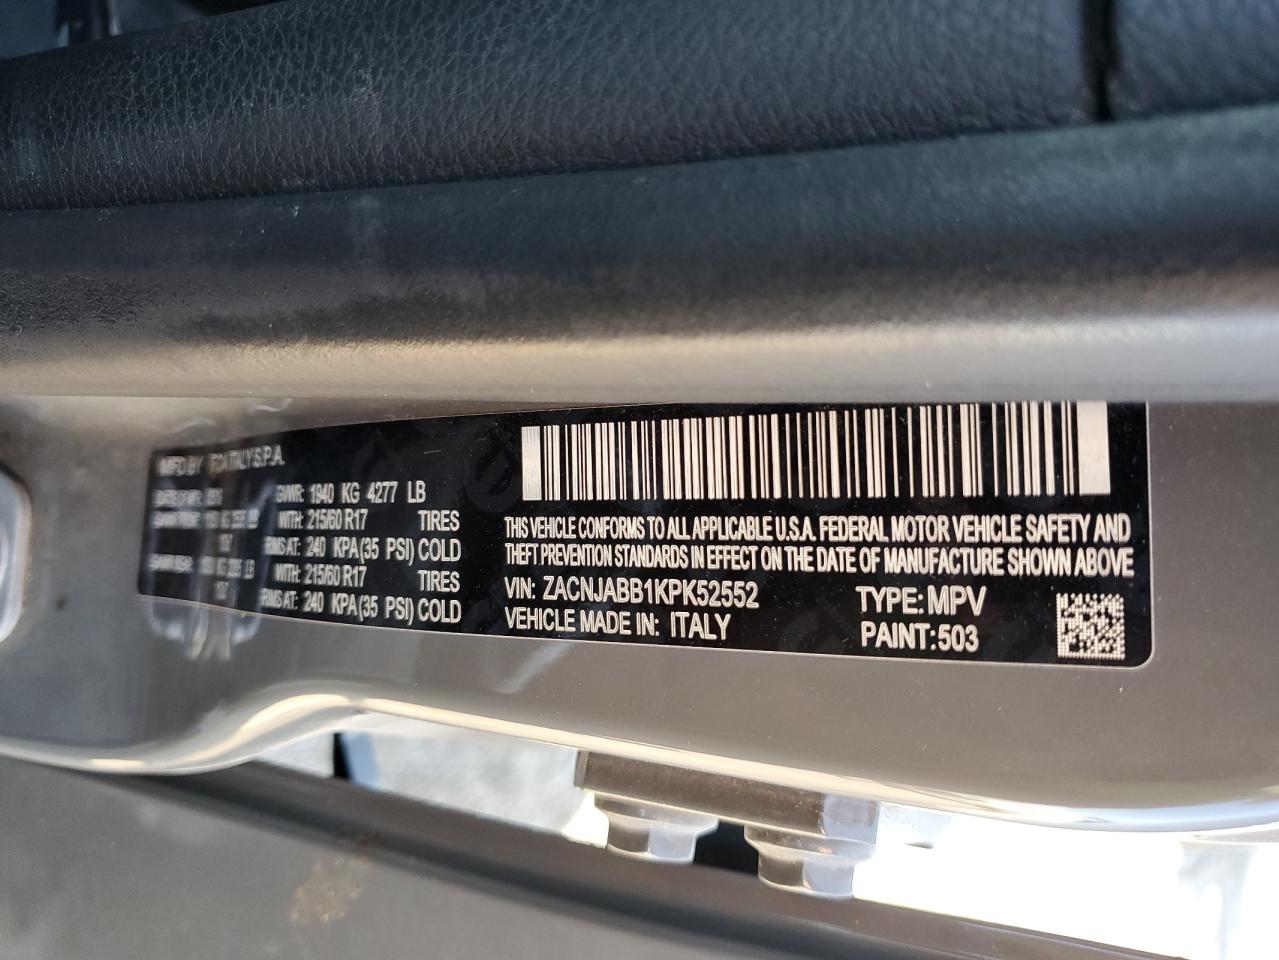 MFD BY FCA ITALY S.P.A.
GVWR: 1940 KG 4277 LB
WITH: 215/60 R17 TIRES
RIMS AT: 240 KPA (35 PSI) COLD
WITH: 215/60 R17 TIRES
RIMS AT: 240 KPA (35 PSI) COLD
THIS VEHICLE CONFORMS TO ALL APPLICABLE U.S.A. FEDERAL MOTOR VEHICLE SAFETY AND
THEFT PREVENTION STANDARDS IN EFFECT ON THE DATE OF MANUFACTURE SHOWN ABOVE
VIN: ZACNJABB1KPK52552
TYPE: MPV
VEHICLE MADE IN: ITALY
PAINT: 503